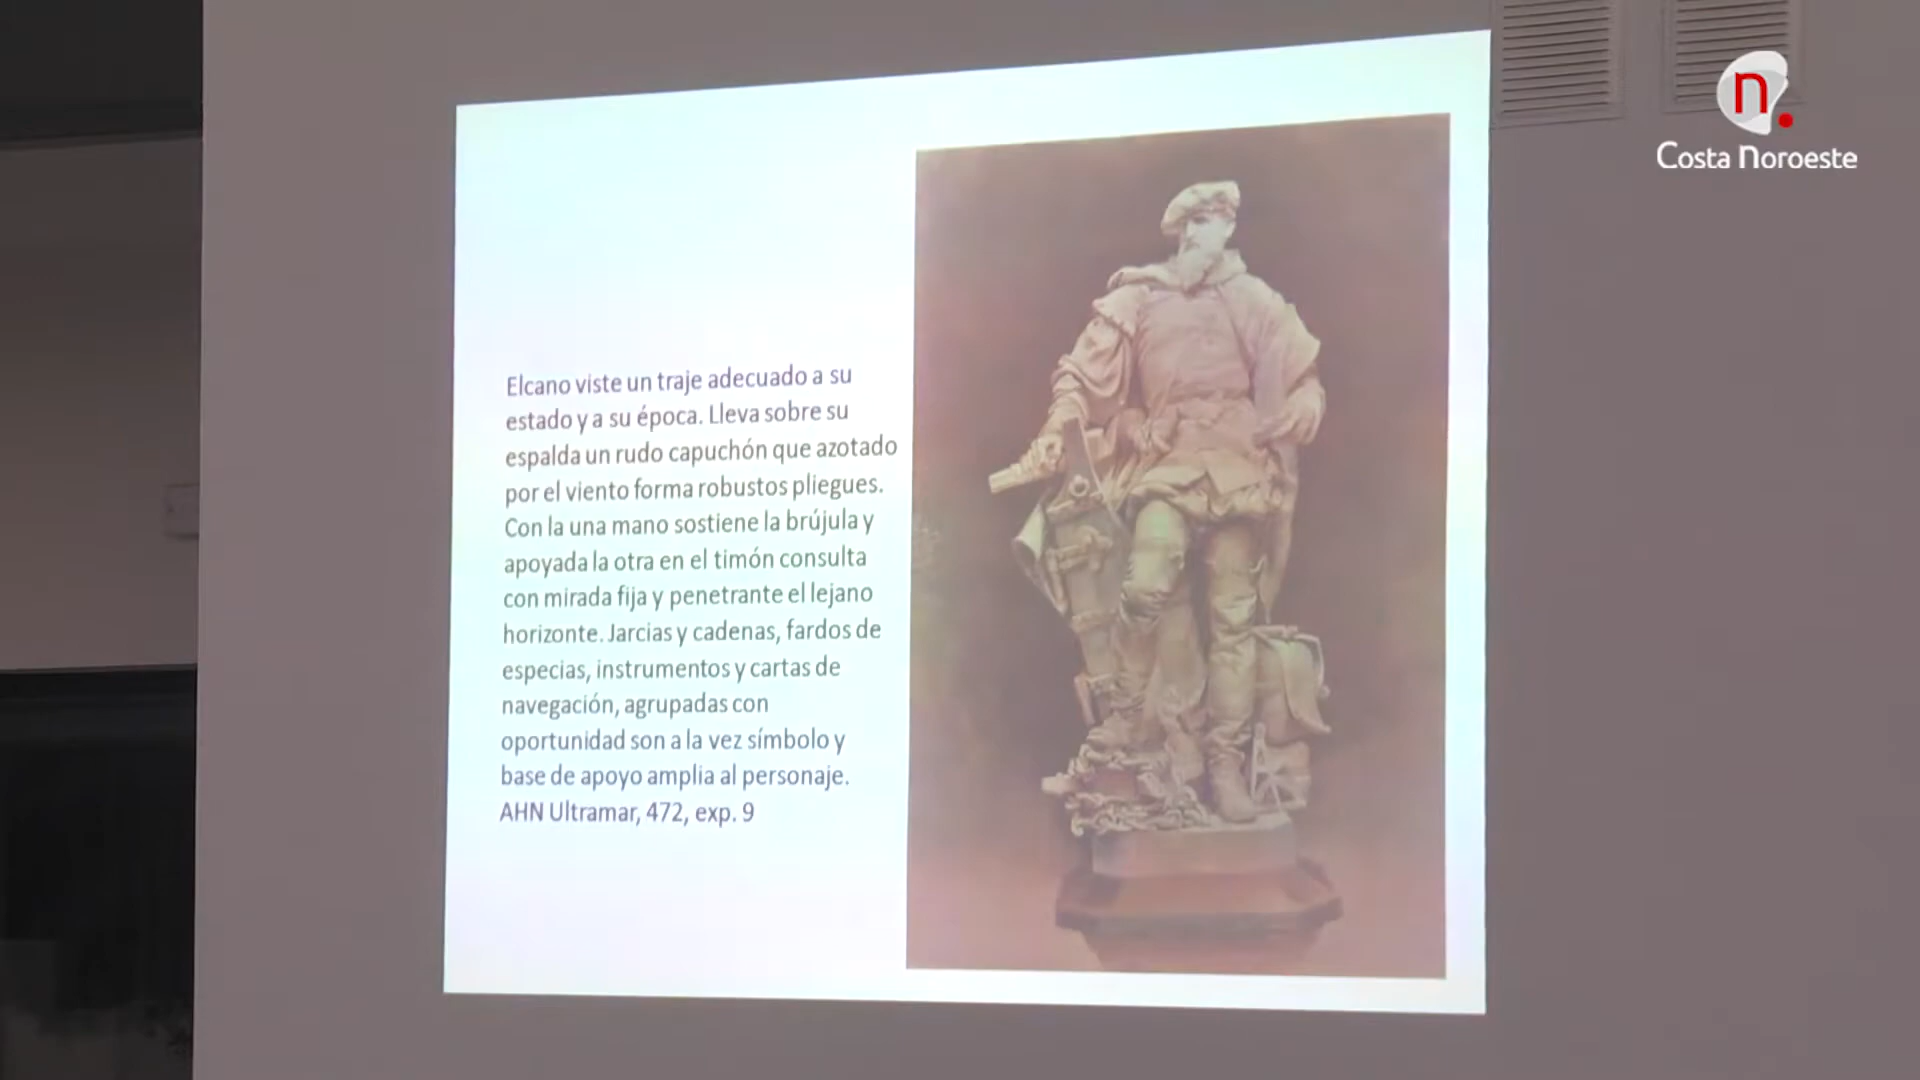 n.
Costa Noroeste
Elcano viste un traje adecuado a su
estado y a su época. Lleva sobre su
espalda un rudo capuchón que azotado
por el viento forma robustos pliegues.
Con la una mano sostiene la brújula y
apoyada la otra en el timón consulta
con mirada fija y penetrante el lejano
horizonte. Jarcias y cadenas, fardos de
especias, instrumentos y cartas de
navegación, agrupadas con
oportunidad son a la vez símbolo y
base de apoyo amplia al personaje.
AHN Ultramar, 472, exp. 9